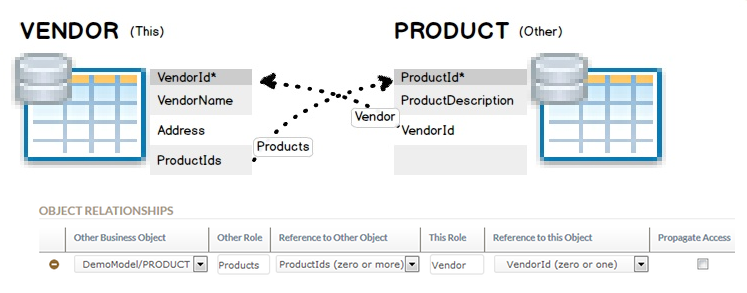 VENDOR (This)
PRODUCT (Other)
VendorId*
VendorName
Address
ProductIds
Products
Vendor
ProductId*
ProductDescription
VendorId
OBJECT RELATIONSHIPS
Other Business Object Other Role Reference to Other Object This Role Reference to this Object Propagate Access
DemoModel/PRODUCT Products ProductIds (zero or more) Vendor VendorId (zero or one)